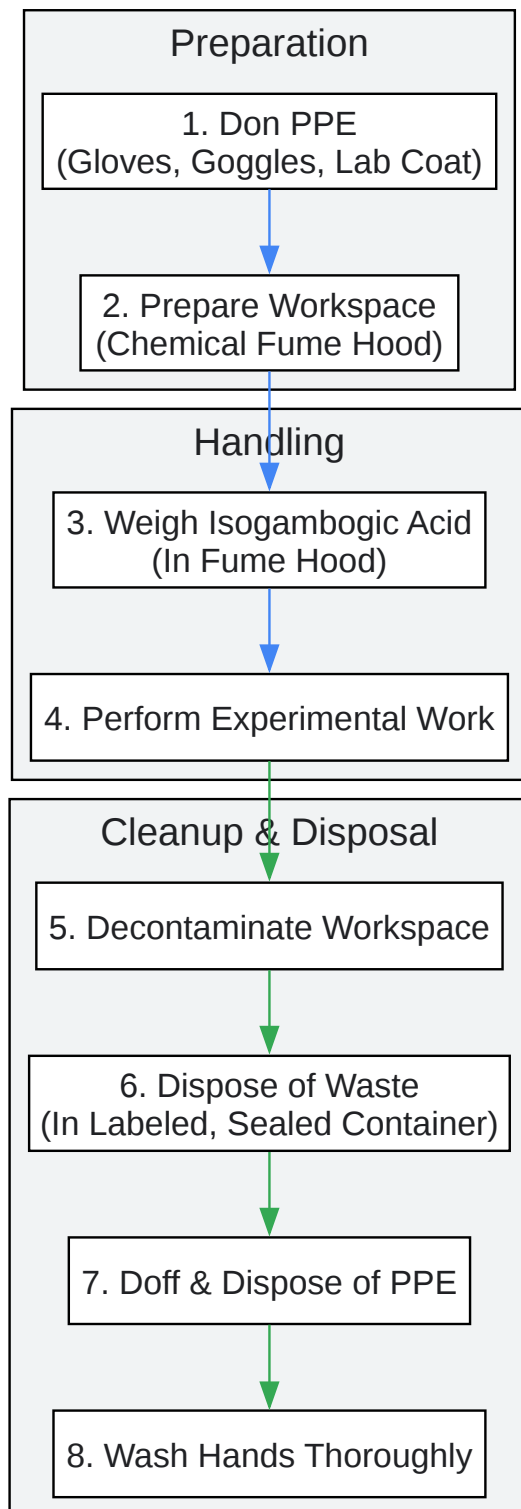 Preparation
1. Don PPE
(Gloves, Goggles, Lab Coat)
2. Prepare Workspace
(Chemical Fume Hood)
Handling
3. Weigh Isogambogic Acid
(In Fume Hood)
4. Perform Experimental Work
Cleanup & Disposal
5. Decontaminate Workspace
6. Dispose of Waste
(In Labeled, Sealed Container)
7. Doff & Dispose of PPE
8. Wash Hands Thoroughly